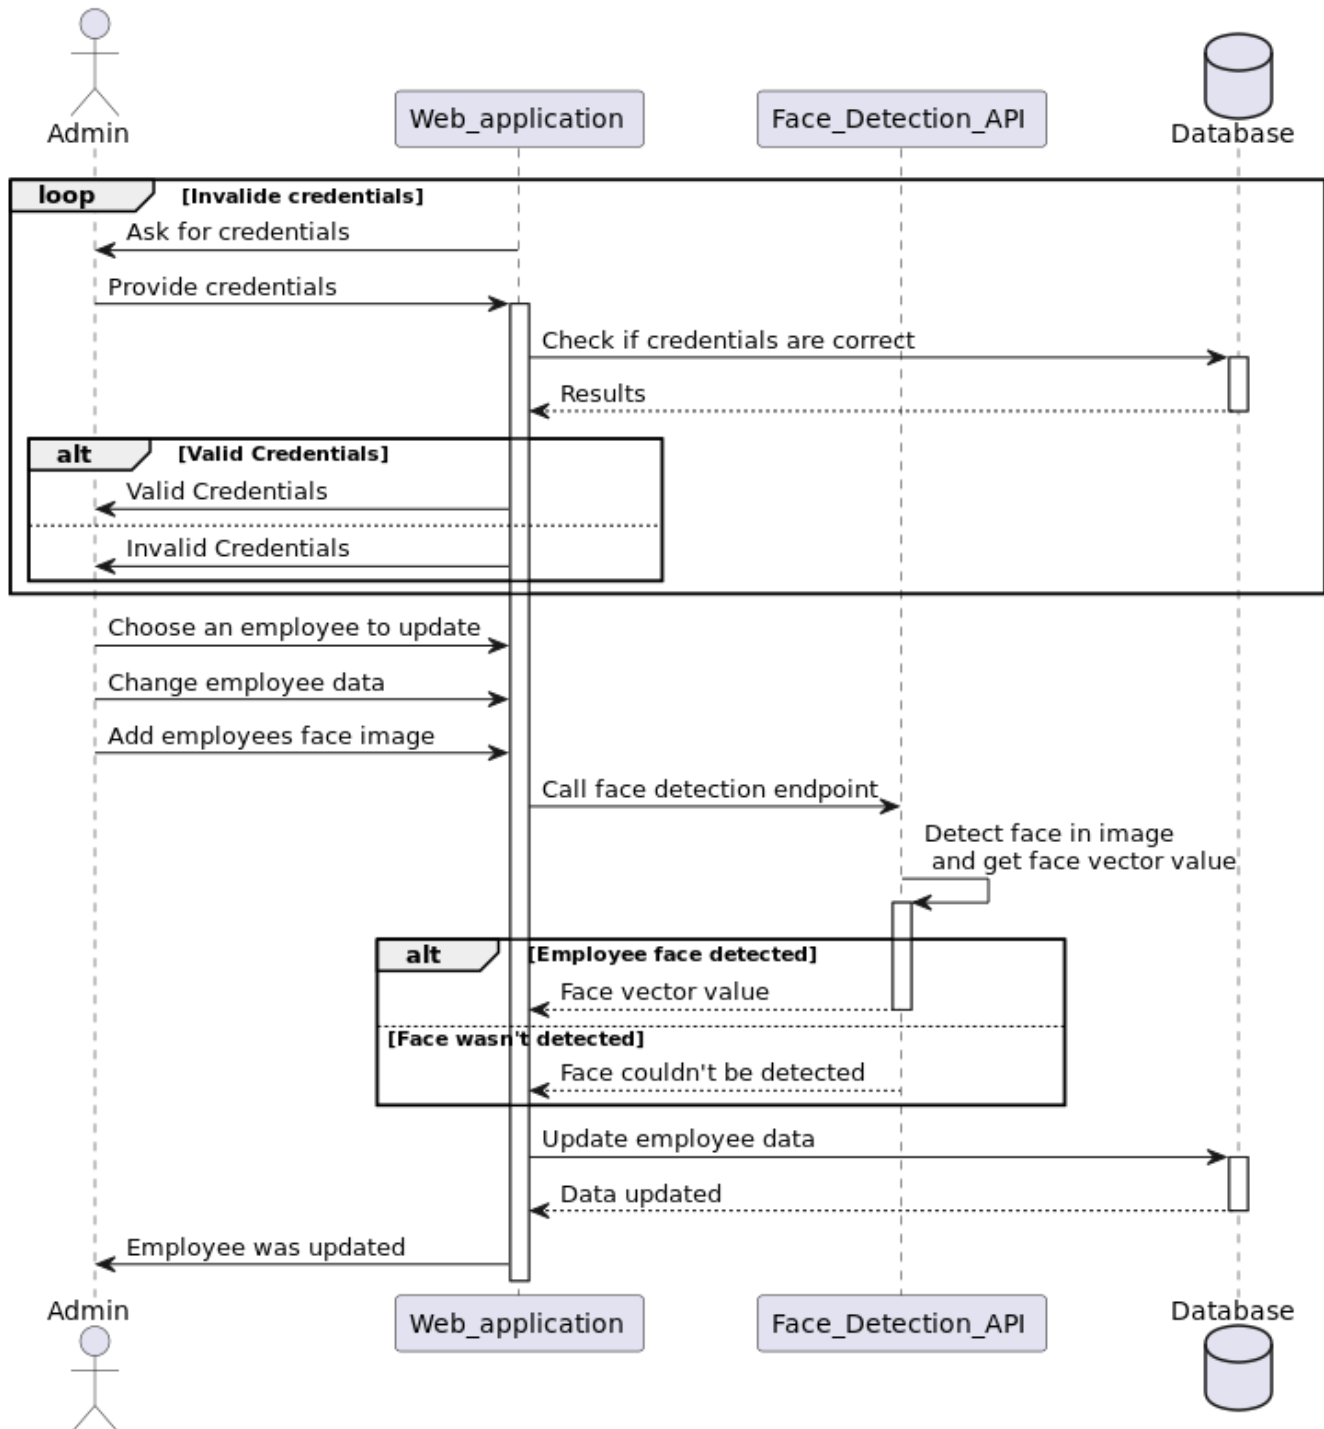 Admin
Web_application
Face_Detection_API
Database
loop
[Invalide credentials]
Ask for credentials
Provide credentials
Check if credentials are correct
Results
alt
[Valid Credentials]
Valid Credentials
Invalid Credentials
Choose an employee to update
Change employee data
Add employees face image
Call face detection endpoint
Detect face in image
and get face vector value
alt
[Employee face detected]
Face vector value
[Face wasn't detected]
Face couldn't be detected
Update employee data
Data updated
Employee was updated
Admin
Web_application
Face_Detection_API
Database